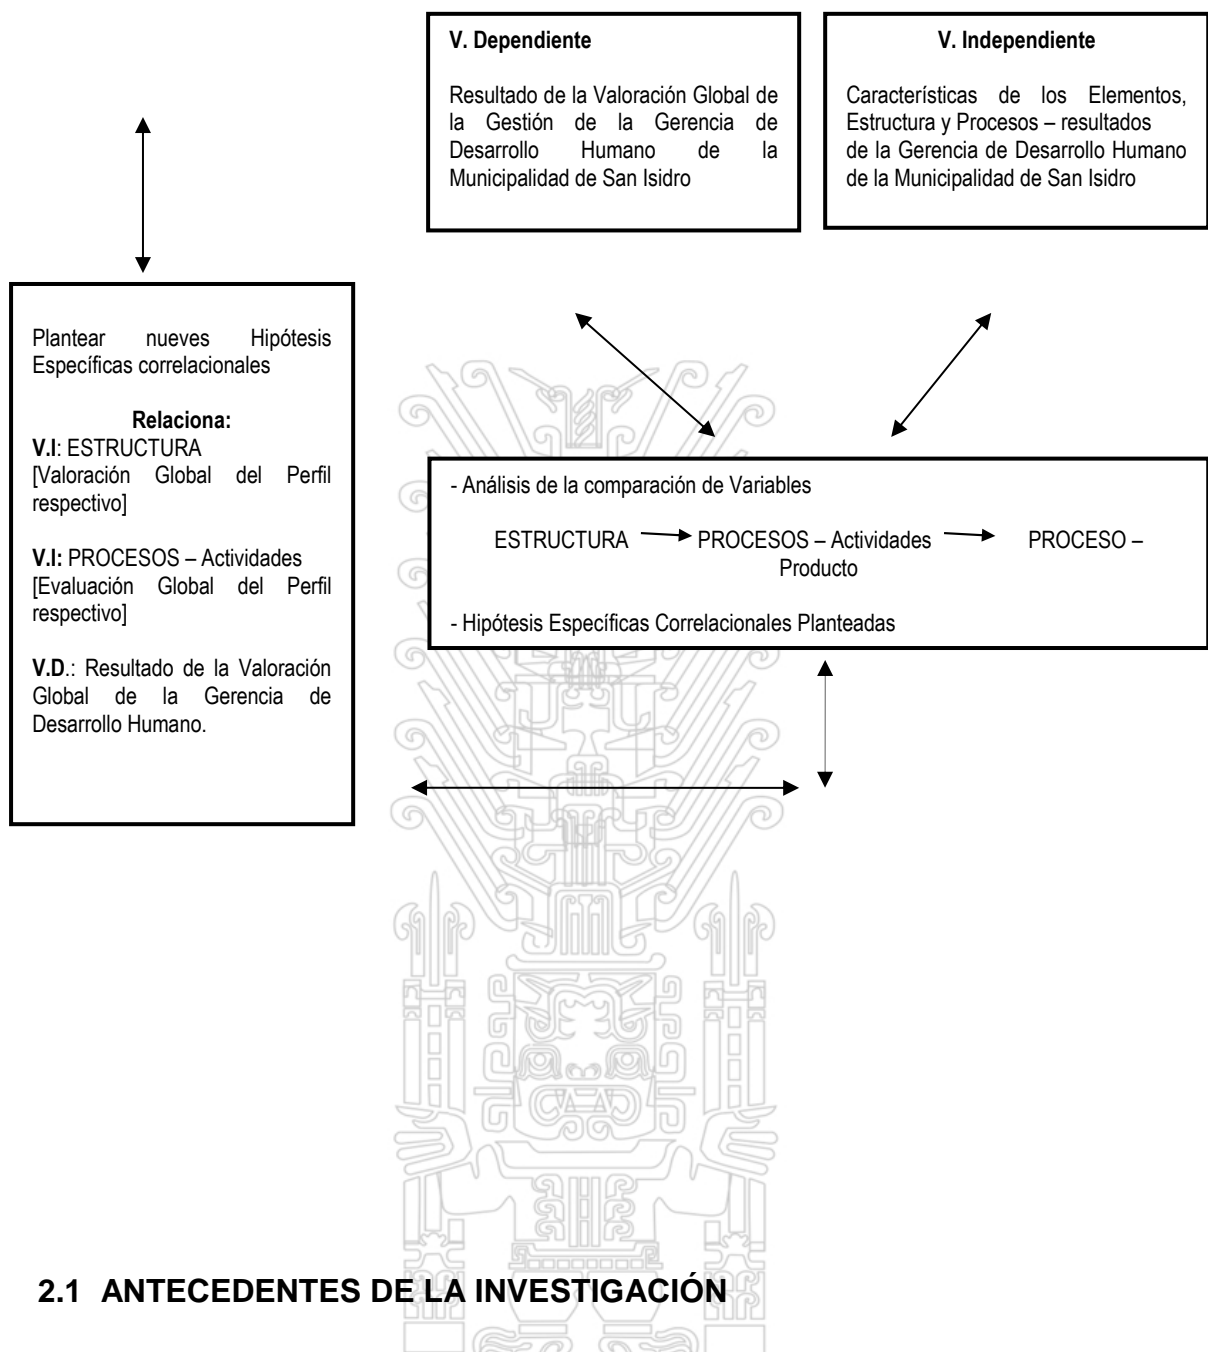 V. Dependiente
Resultado de la Valoración Global de
la Gestión de la Gerencia de
Desarrollo Humano de la
Municipalidad de San Isidro
V. Independiente
Características de los Elementos,
Estructura y Procesos – resultados
de la Gerencia de Desarrollo Humano
de la Municipalidad de San Isidro
Plantear nueves Hipótesis
Específicas correlacionales
Relaciona:
V.I: ESTRUCTURA
[Valoración Global del Perfil
respectivo]
V.I: PROCESOS – Actividades
[Evaluación Global del Perfil
respectivo]
V.D.: Resultado de la Valoración
Global de la Gerencia de
Desarrollo Humano.
- Análisis de la comparación de Variables
ESTRUCTURA PROCESOS – Actividades PROCESO –
Producto
- Hipótesis Específicas Correlacionales Planteadas
2.1 ANTECEDENTES DE LA INVESTIGACIÓN